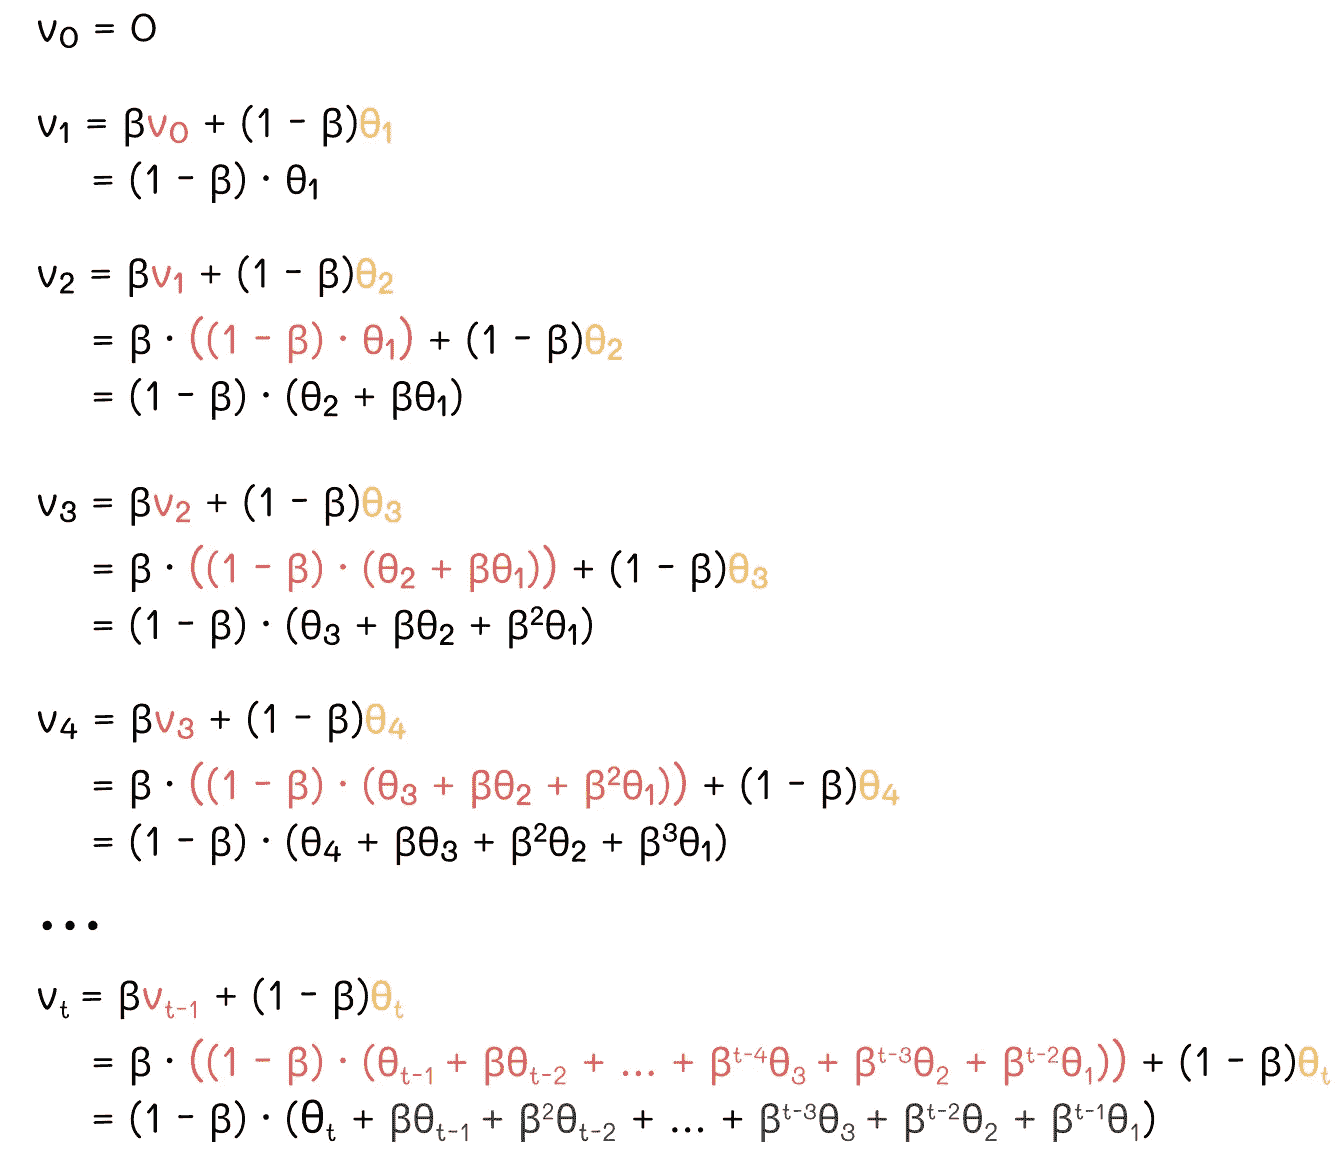 v₀ = 0
v₁ = βv₀ + (1 - β)θ₁
= (1 - β) · θ₁
v₂ = βv₁ + (1 - β)θ₂
= β · ((1 - β) · θ₁) + (1 - β)θ₂
= (1 - β) · (θ₂ + βθ₁)
v₃ = βv₂ + (1 - β)θ₃
= β · ((1 - β) · (θ₂ + βθ₁)) + (1 - β)θ₃
= (1 - β) · (θ₃ + βθ₂ + β²θ₁)
v₄ = βv₃ + (1 - β)θ₄
= β · ((1 - β) · (θ₃ + βθ₂ + β²θ₁)) + (1 - β)θ₄
= (1 - β) · (θ₄ + βθ₃ + β²θ₂ + β³θ₁)
...
vₜ = βvₜ₋₁ + (1 - β)θₜ
= β · ((1 - β) · (θₜ₋₁ + βθₜ₋₂ + ... + βᵗ⁻⁴θ₃ + βᵗ⁻³θ₂ + βᵗ⁻²θ₁)) + (1 - β)θₜ
= (1 - β) · (θₜ + βθₜ₋₁ + β²θₜ₋₂ + ... + βᵗ⁻³θ₃ + βᵗ⁻²θ₂ + βᵗ⁻¹θ₁)